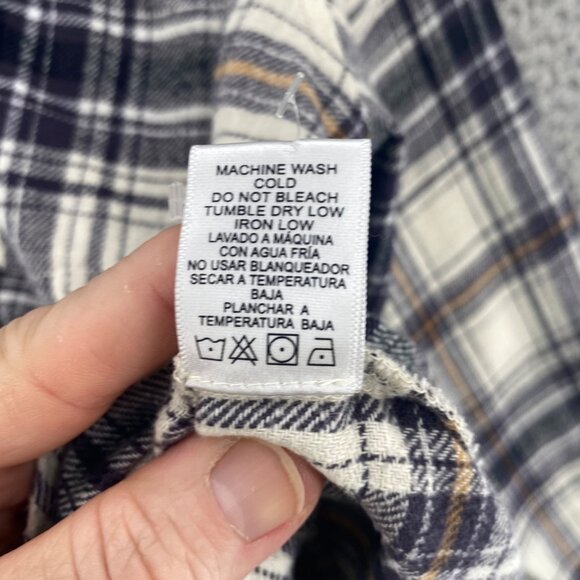 MACHINE WASH
COLD
DO NOT BLEACH
TUMBLE DRY LOW
IRON LOW
LAVADO A MÁQUINA
CON AGUA FRÍA
NO USAR BLANQUEADOR
SECAR A TEMPERATURA
BAJA
PLANCHAR A
TEMPERATURA BAJA